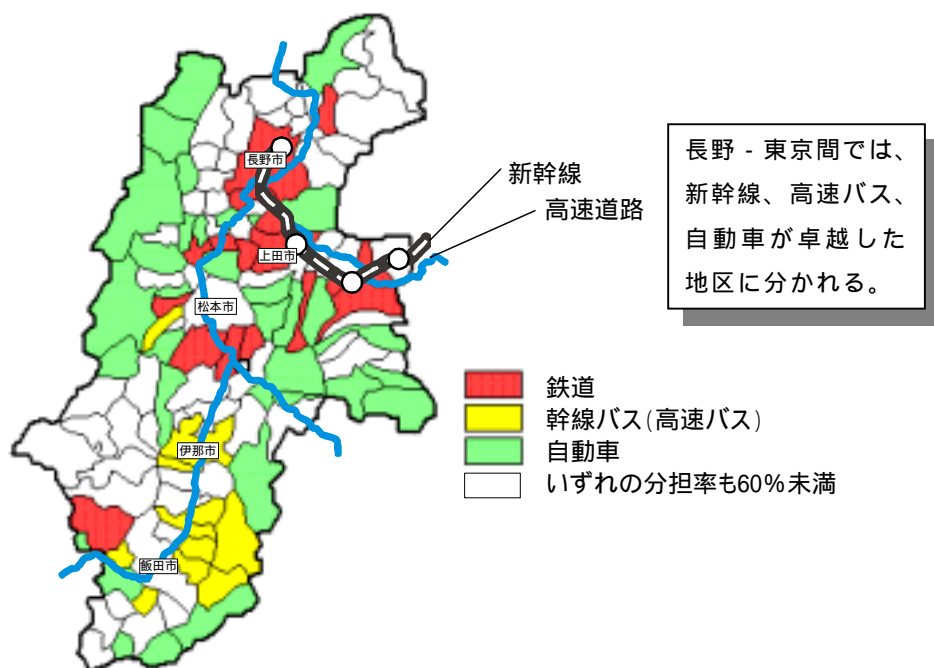 長野市
新幹線
高速道路
上田市
松本市
伊那市
飯田市
長野 - 東京間では、
新幹線、高速バス、
自動車が卓越した
地区に分かれる。
鉄道
幹線バス(高速バス)
自動車
いずれの分担率も60%未満